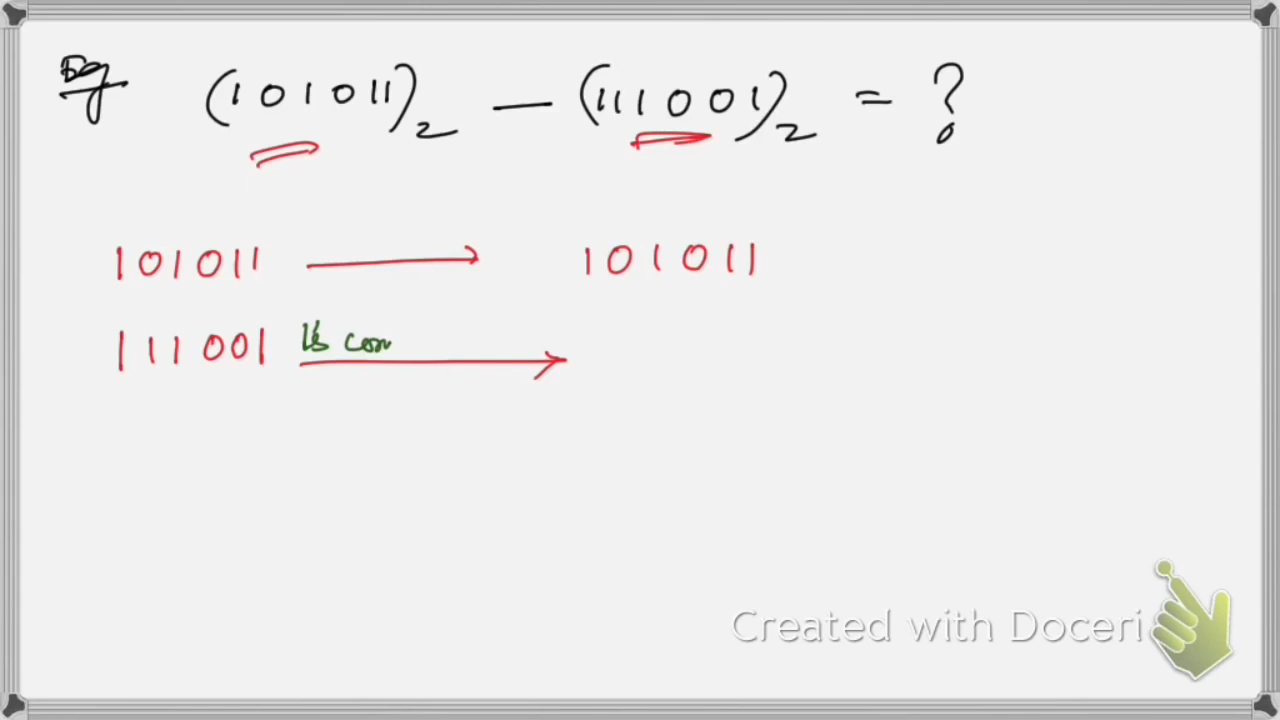 Eg (101011)₂ — (111001)₂ = ?
101011 → 101011
111001 1's com →
Created with Doceri